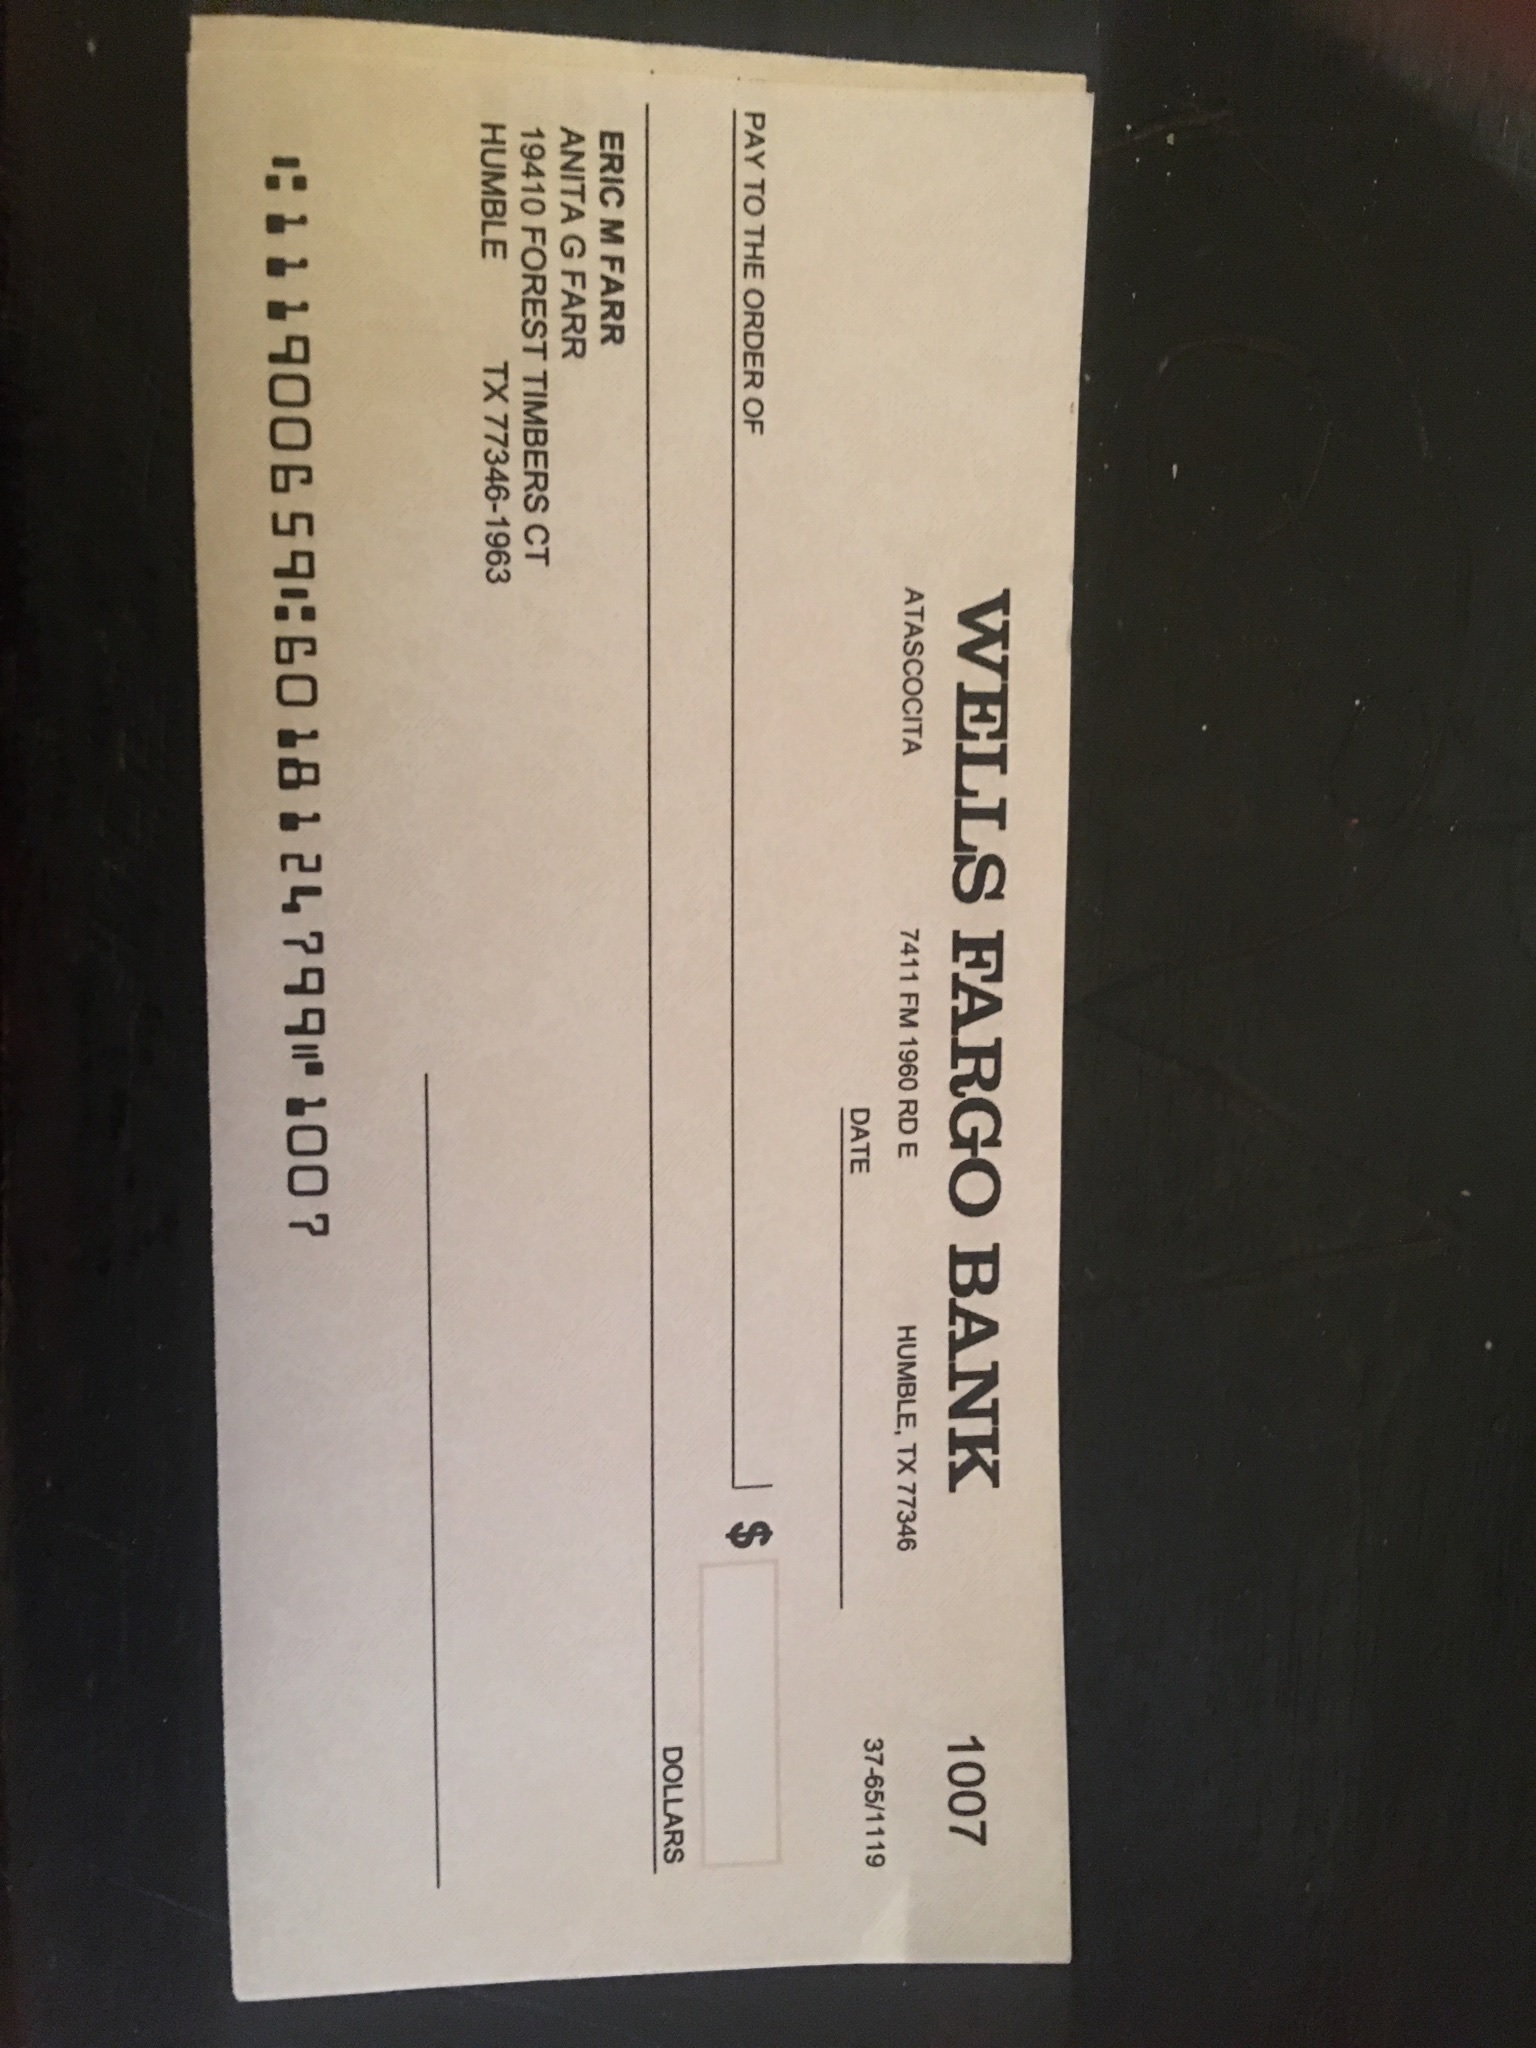 WELLS FARGO BANK 1007
ATASCOCITA 7411 FM 1960 RD E HUMBLE, TX 77346
37-65/1119
DATE
PAY TO THE ORDER OF $
DOLLARS
ERIC M FARR
ANITA G FARR
19410 FOREST TIMBERS CT
HUMBLE TX 77346-1963
⑆111900659⑆6018124799⑈1007